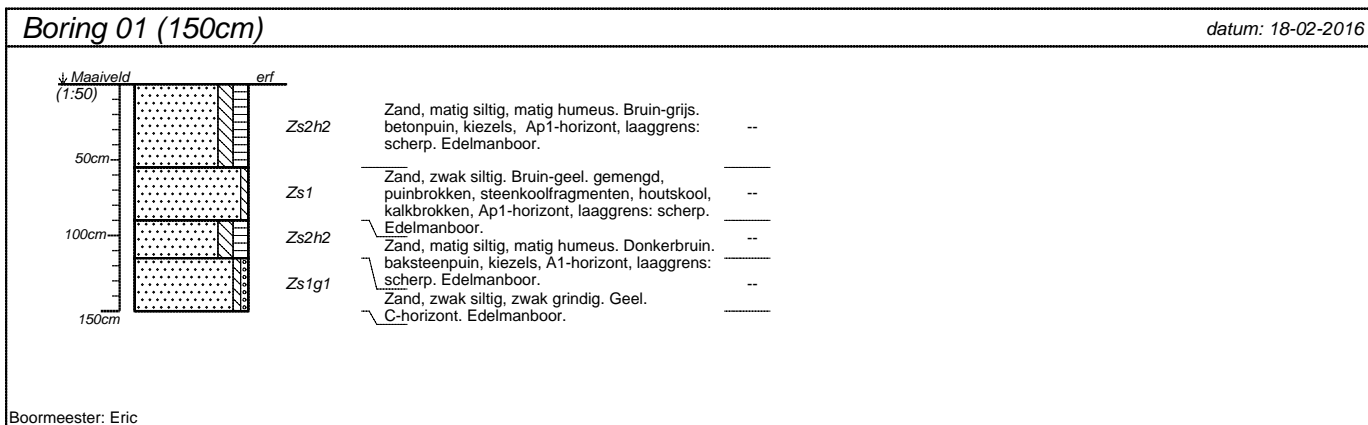 Boring 01 (150cm)
datum: 18-02-2016
Maaiveld
erf
(1:50)
Zs2h2
Zand, matig siltig, matig humeus. Bruin-grijs.
betonpuin, kiezels, Ap1-horizont, laaggrens:
scherp. Edelmanboor.
--
50cm
Zs1
Zand, zwak siltig. Bruin-geel. gemengd,
puinbrokken, steenkoolfragmenten, houtskool,
kalkbrokken, Ap1-horizont, laaggrens: scherp.
Edelmanboor.
--
100cm
Zs2h2
Zand, matig siltig, matig humeus. Donkerbruin.
baksteenpuin, kiezels, A1-horizont, laaggrens:
scherp. Edelmanboor.
--
Zs1g1
Zand, zwak siltig, zwak grindig. Geel.
C-horizont. Edelmanboor.
--
150cm
Boormeester: Eric